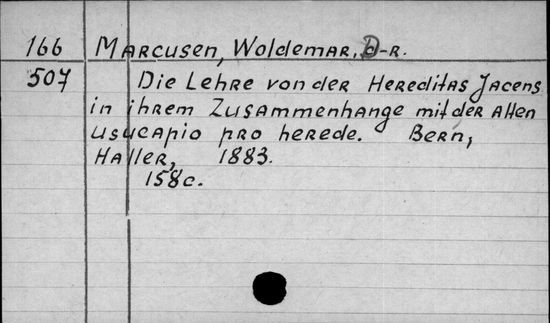 166 MARCUSEN, WOLDEMAR, D-R.
507 Die Lehre von der Hereditas Jacens
in ihrem Zusammenhange mit der Alten
usucapio pro herede. Bern,
Haller, 1883.
158c.